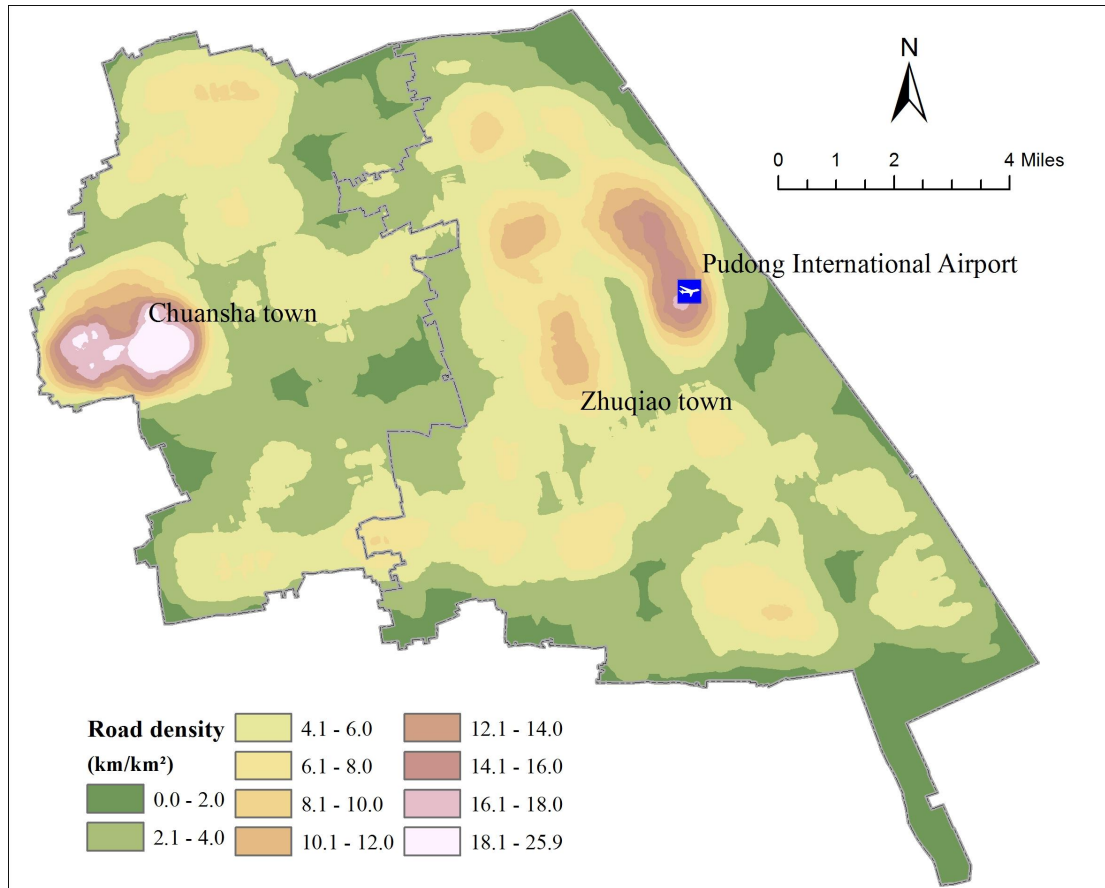 N
0 1 2 4 Miles
Pudong International Airport
Chuansha town
Zhuqiao town
Road density
(km/km²)
0.0 - 2.0
2.1 - 4.0
4.1 - 6.0
6.1 - 8.0
8.1 - 10.0
10.1 - 12.0
12.1 - 14.0
14.1 - 16.0
16.1 - 18.0
18.1 - 25.9